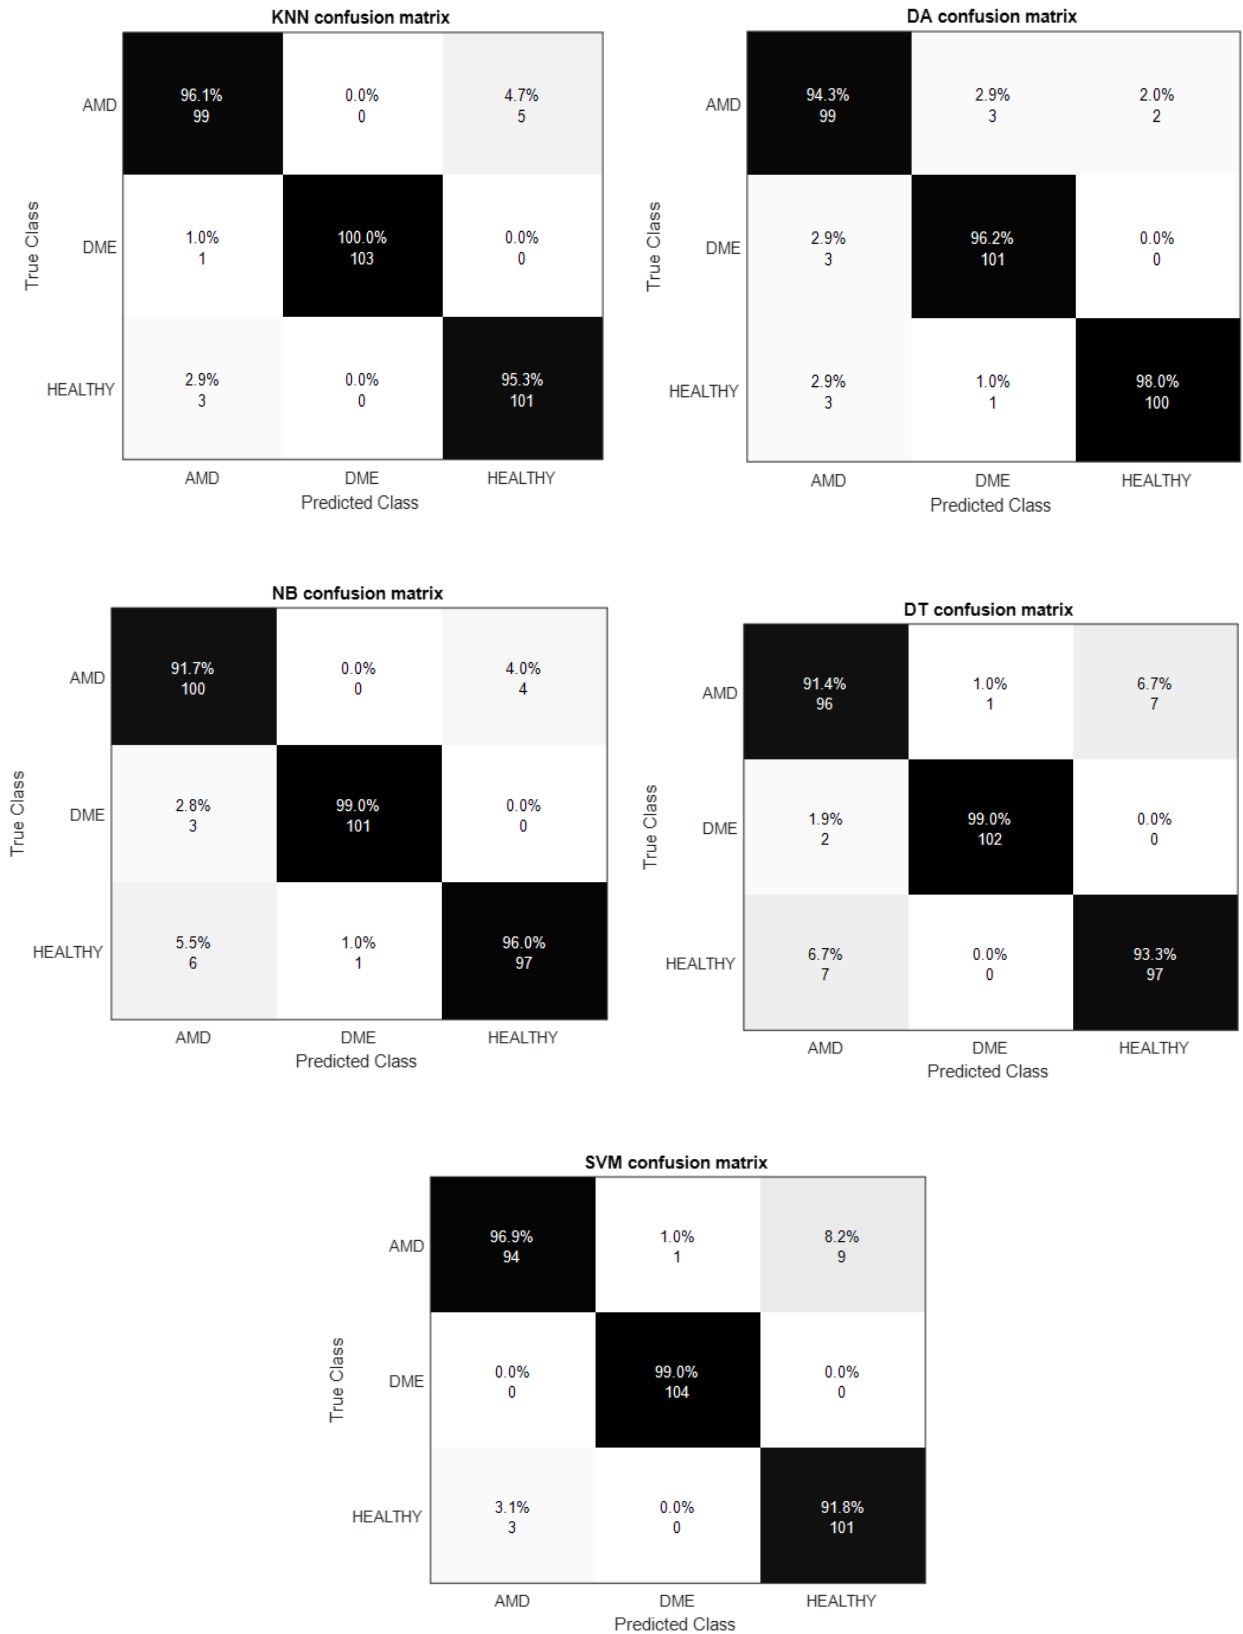 KNN confusion matrix
AMD
96.1%
99
0.0%
0
4.7%
5
DME
1.0%
1
100.0%
103
0.0%
0
HEALTHY
2.9%
3
0.0%
0
95.3%
101
True Class
AMD
DME
HEALTHY
Predicted Class
DA confusion matrix
AMD
94.3%
99
2.9%
3
2.0%
2
DME
2.9%
3
96.2%
101
0.0%
0
HEALTHY
2.9%
3
1.0%
1
98.0%
100
True Class
AMD
DME
HEALTHY
Predicted Class
NB confusion matrix
AMD
91.7%
100
0.0%
0
4.0%
4
DME
2.8%
3
99.0%
101
0.0%
0
HEALTHY
5.5%
6
1.0%
1
96.0%
97
True Class
AMD
DME
HEALTHY
Predicted Class
DT confusion matrix
AMD
91.4%
96
1.0%
1
6.7%
7
DME
1.9%
2
99.0%
102
0.0%
0
HEALTHY
6.7%
7
0.0%
0
93.3%
97
True Class
AMD
DME
HEALTHY
Predicted Class
SVM confusion matrix
AMD
96.9%
94
1.0%
1
8.2%
9
DME
0.0%
0
99.0%
104
0.0%
0
HEALTHY
3.1%
3
0.0%
0
91.8%
101
True Class
AMD
DME
HEALTHY
Predicted Class